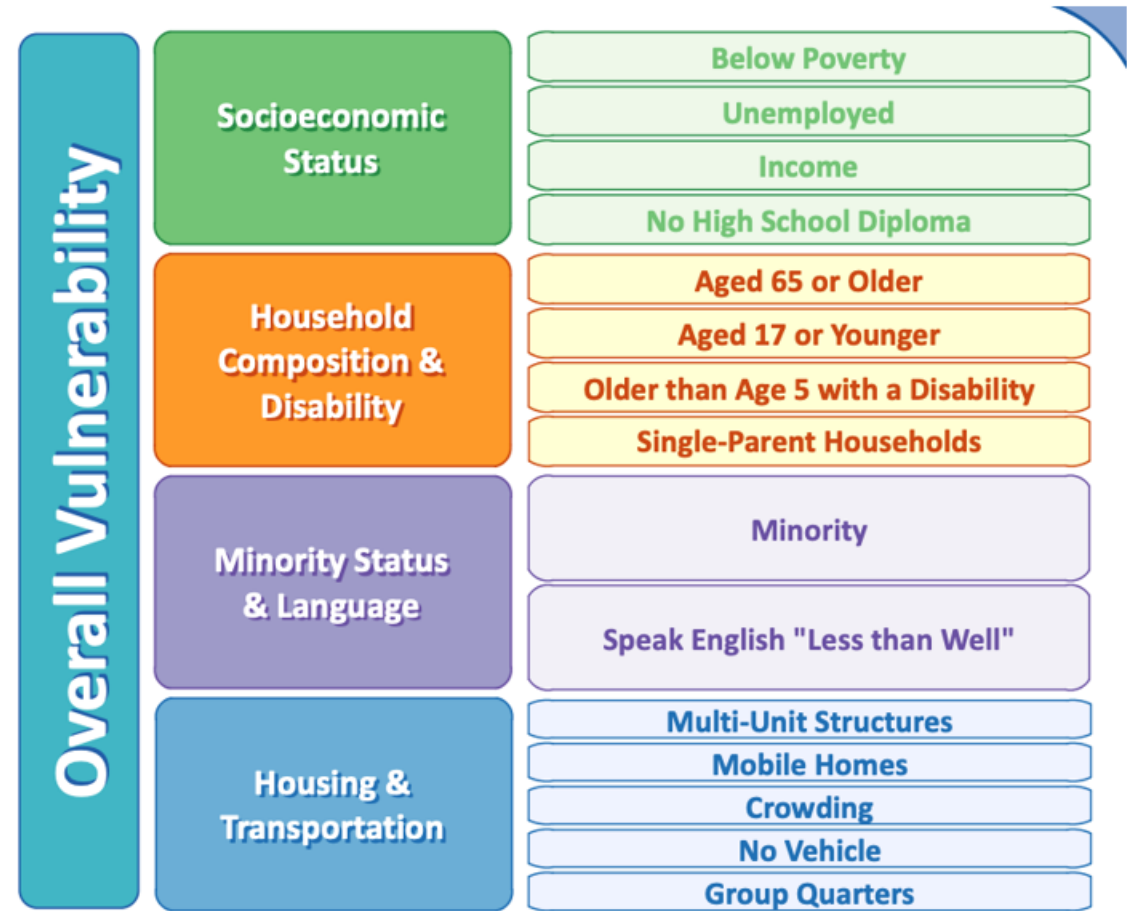 Overall Vulnerability
Socioeconomic
Status
Below Poverty
Unemployed
Income
No High School Diploma
Household
Composition &
Disability
Aged 65 or Older
Aged 17 or Younger
Older than Age 5 with a Disability
Single-Parent Households
Minority Status
& Language
Minority
Speak English "Less than Well"
Housing &
Transportation
Multi-Unit Structures
Mobile Homes
Crowding
No Vehicle
Group Quarters